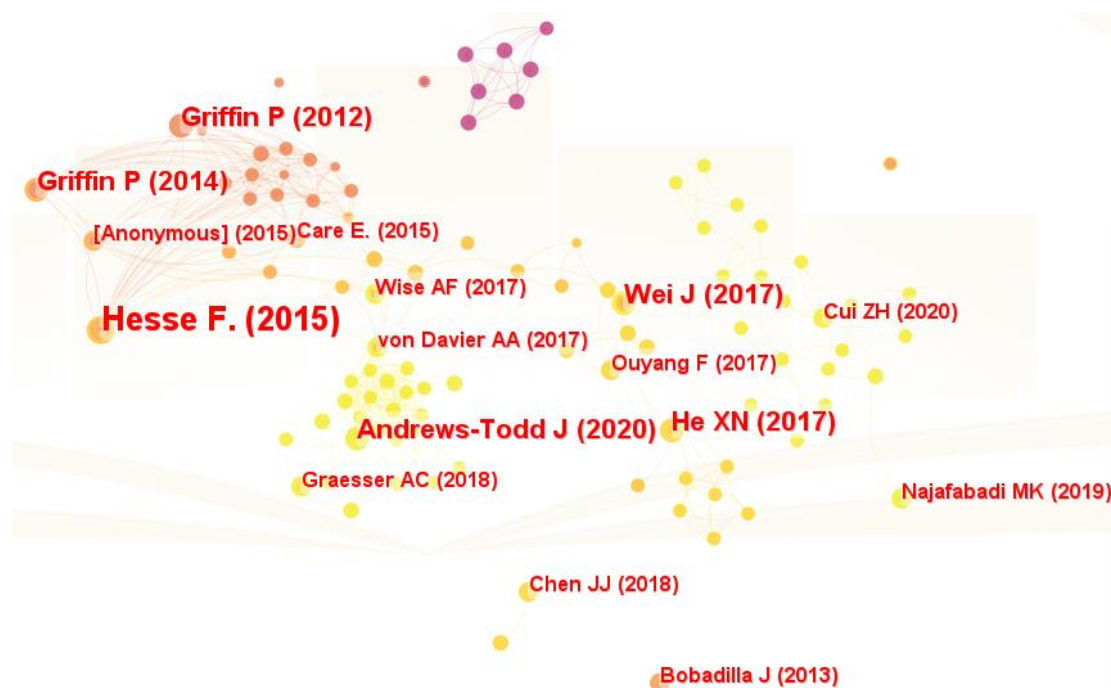 Griffin P (2012)
Griffin P (2014)
[Anonymous] (2015)
Care E. (2015)
Wise AF (2017)
Wei J (2017)
Hesse F. (2015)
Cui ZH (2020)
von Davier AA (2017)
Ouyang F (2017)
Andrews-Todd J (2020)
He XN (2017)
Graesser AC (2018)
Najafabadi MK (2019)
Chen JJ (2018)
Bobadilla J (2013)